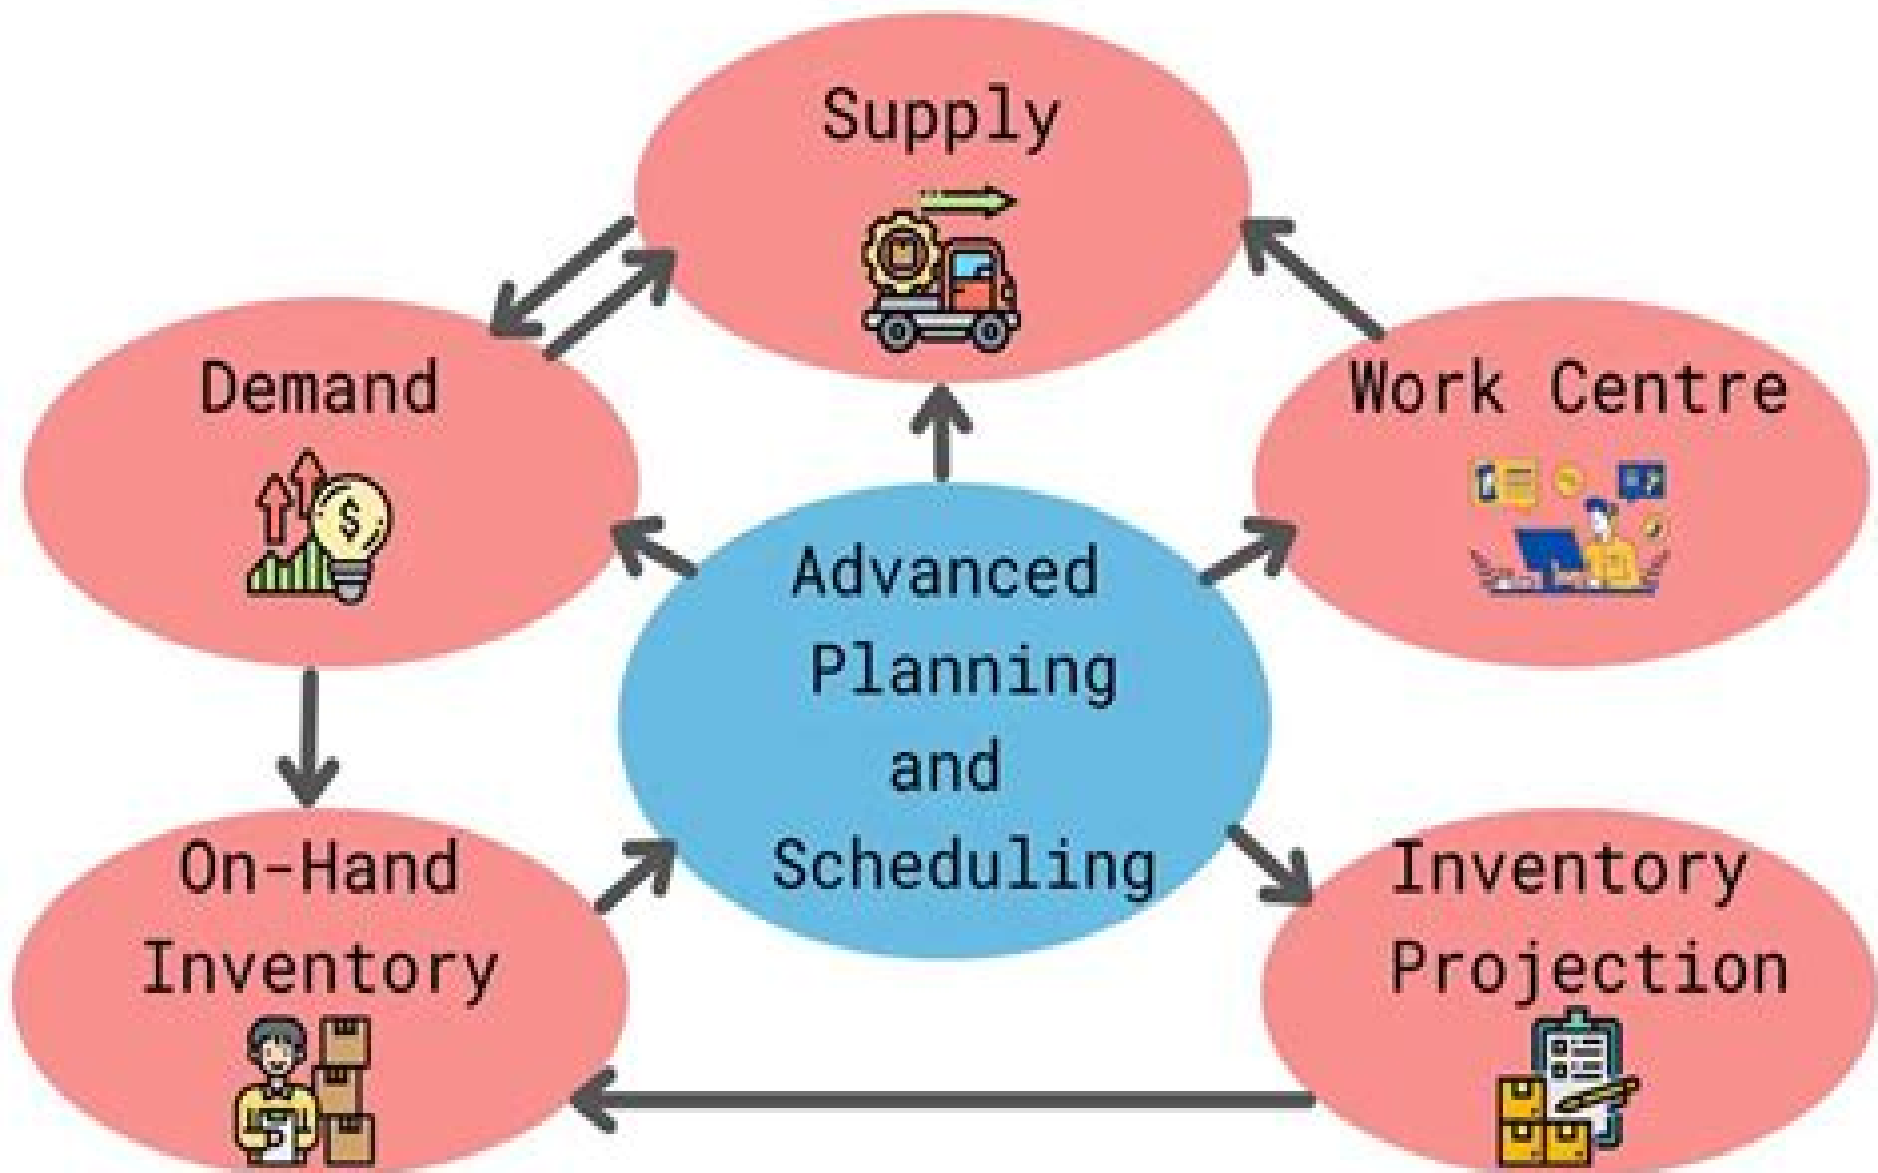 Supply
Demand
$
Work Centre
Advanced
Planning
and
Scheduling
On-Hand
Inventory
Inventory
Projection